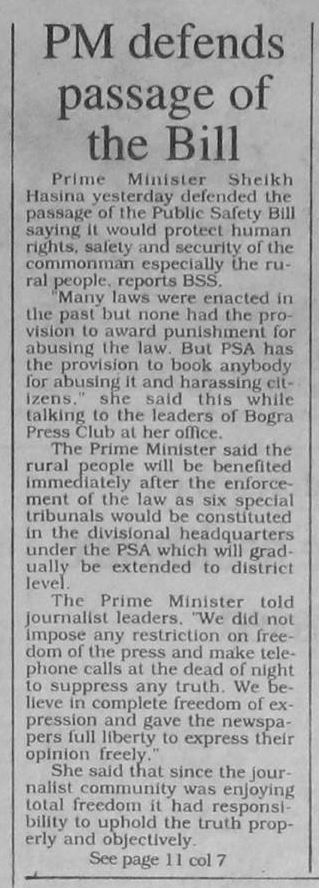 PM defends
passage of
the Bill
Prime Minister Sheikh
Hasina yesterday defended the
passage of the Public Safety Bill
saying it would protect human
rights, safety and security of the
commonman especially the ru-
ral people, reports BSS.
"Many laws were enacted in
the past but none had the pro-
vision to award punishment for
abusing the law. But PSA has
the provision to book anybody
for abusing it and harassing cit-
izens," she said this while
talking to the leaders of Bogra
Press Club at her office.
The Prime Minister said the
rural people will be benefited
immediately after the enforce-
ment of the law as six special
tribunals would be constituted
in the divisional headquarters
under the PSA which will grad-
ually be extended to district
level.
The Prime Minister told
journalist leaders, "We did not
impose any restriction on free-
dom of the press and make tele-
phone calls at the dead of night
to suppress any truth. We be-
lieve in complete freedom of ex-
pression and gave the newspa-
pers full liberty to express their
opinion freely."
She said that since the jour-
nalist community was enjoying
total freedom it had responsi-
bility to uphold the truth prop-
erly and objectively.
See page 11 col 7